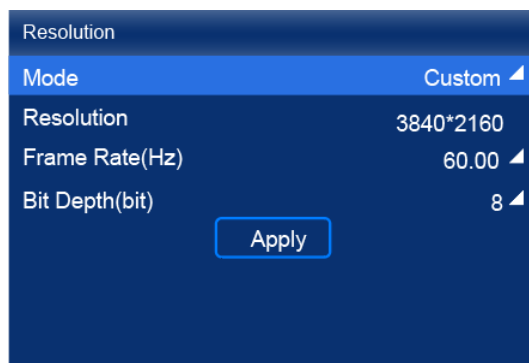 Resolution
Mode Custom
Resolution 3840*2160
Frame Rate(Hz) 60.00
Bit Depth(bit) 8
Apply